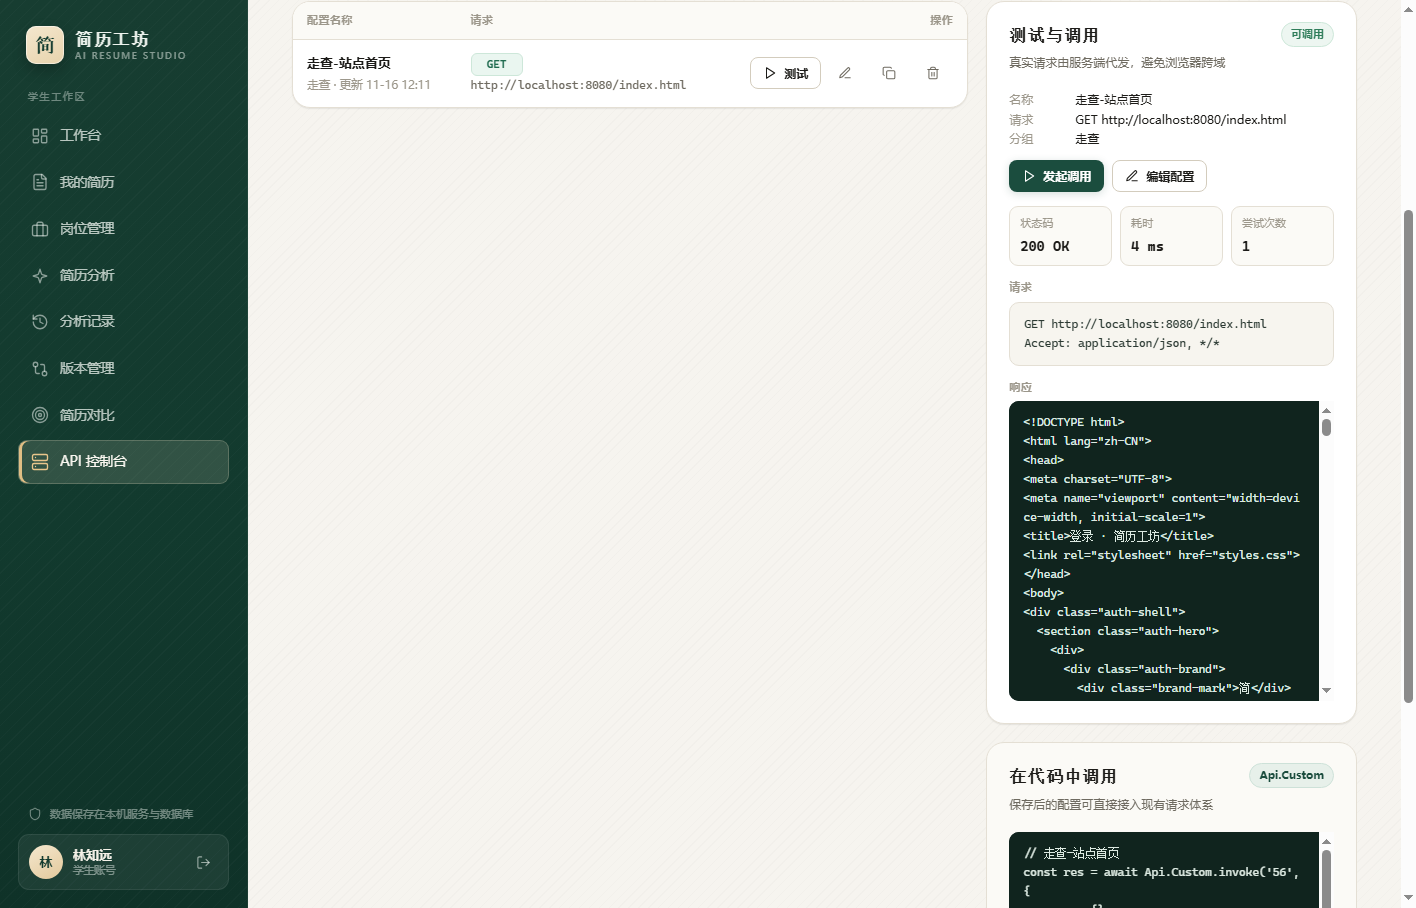 简
简历工坊
AI RESUME STUDIO
学生工作区
工作台
我的简历
岗位管理
简历分析
分析记录
版本管理
简历对比
API 控制台
数据保存在本机服务与数据库
林
林知远
学生账号
配置名称 请求 操作
走查-站点首页
走查 · 更新 11-16 12:11
GET
http://localhost:8080/index.html
测试
测试与调用
可调用
真实请求由服务端代发，避免浏览器跨域
名称 走查-站点首页
请求 GET http://localhost:8080/index.html
分组 走查
发起调用
编辑配置
状态码
200 OK
耗时
4 ms
尝试次数
1
请求
GET http://localhost:8080/index.html
Accept: application/json, */*
响应
<!DOCTYPE html>
<html lang="zh-CN">
<head>
<meta charset="UTF-8">
<meta name="viewport" content="width=devi
ce-width, initial-scale=1">
<title>登录 · 简历工坊</title>
<link rel="stylesheet" href="styles.css">
</head>
<body>
<div class="auth-shell">
<section class="auth-hero">
<div>
<div class="auth-brand">
<div class="brand-mark">简</div>
在代码中调用
Api.Custom
保存后的配置可直接接入现有请求体系
// 走查-站点首页
const res = await Api.Custom.invoke('56',
{